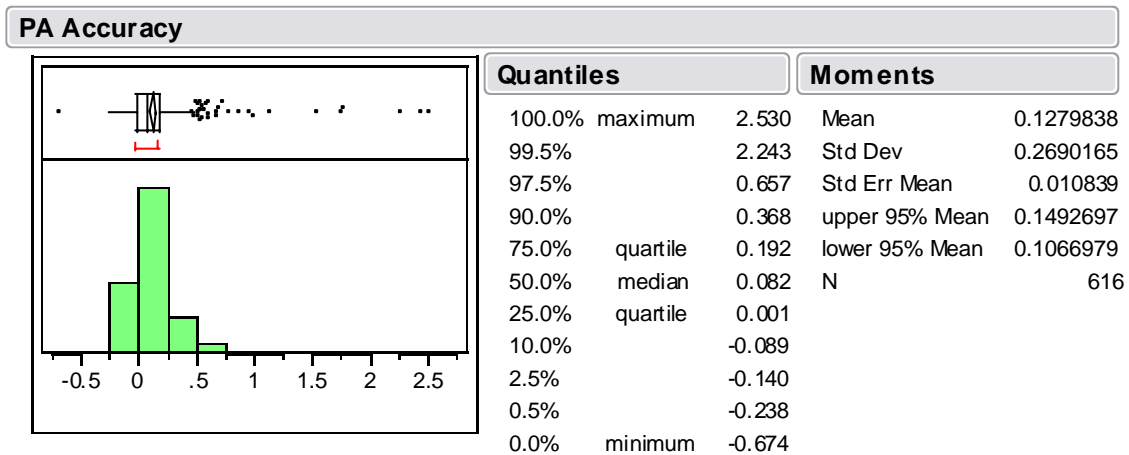 PA Accuracy
-0.5 0 .5 1 1.5 2 2.5
Quantiles
100.0% maximum 2.530
99.5% 2.243
97.5% 0.657
90.0% 0.368
75.0% quartile 0.192
50.0% median 0.082
25.0% quartile 0.001
10.0% -0.089
2.5% -0.140
0.5% -0.238
0.0% minimum -0.674
Moments
Mean 0.1279838
Std Dev 0.2690165
Std Err Mean 0.010839
upper 95% Mean 0.1492697
lower 95% Mean 0.1066979
N 616